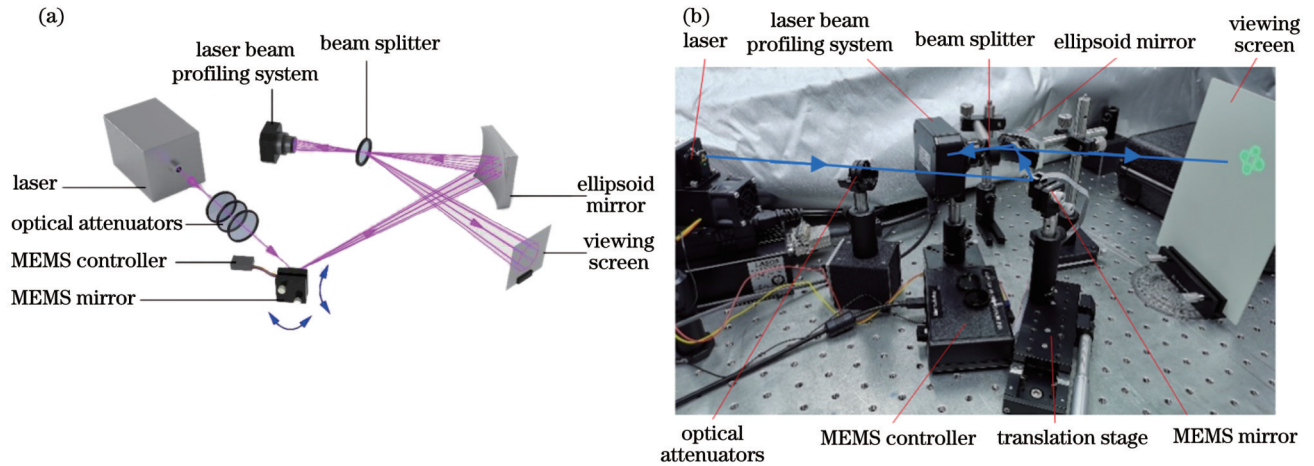 (a)
laser beam
profiling system
beam splitter
laser
optical attenuators
MEMS controller
MEMS mirror
ellipsoid
mirror
viewing
screen
(b)
laser
laser beam
profiling system
beam splitter
ellipsoid mirror
viewing
screen
optical
attenuators
MEMS controller
translation stage
MEMS mirror